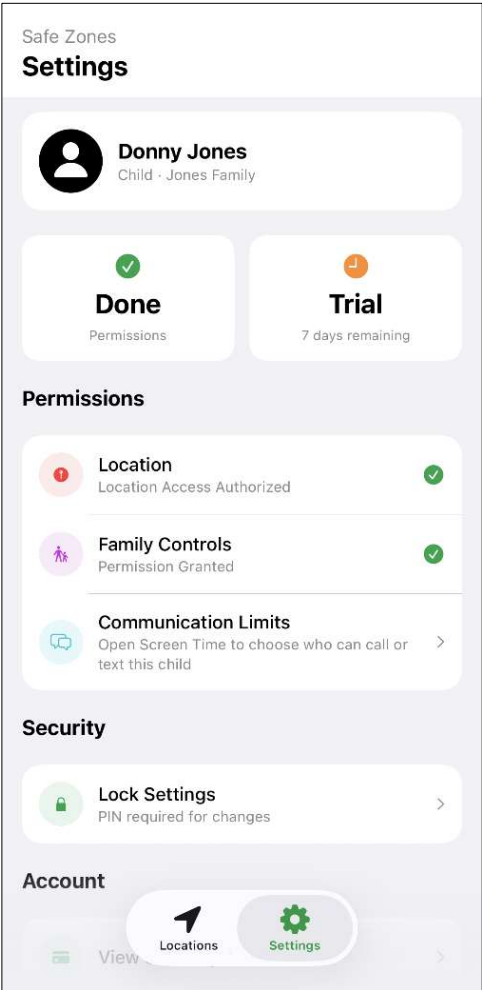 Safe Zones
Settings
Donny Jones
Child · Jones Family
Done
Permissions
Trial
7 days remaining
Permissions
Location
Location Access Authorized
Family Controls
Permission Granted
Communication Limits
Open Screen Time to choose who can call or
text this child
Security
Lock Settings
PIN required for changes
Account
View
Locations
Settings